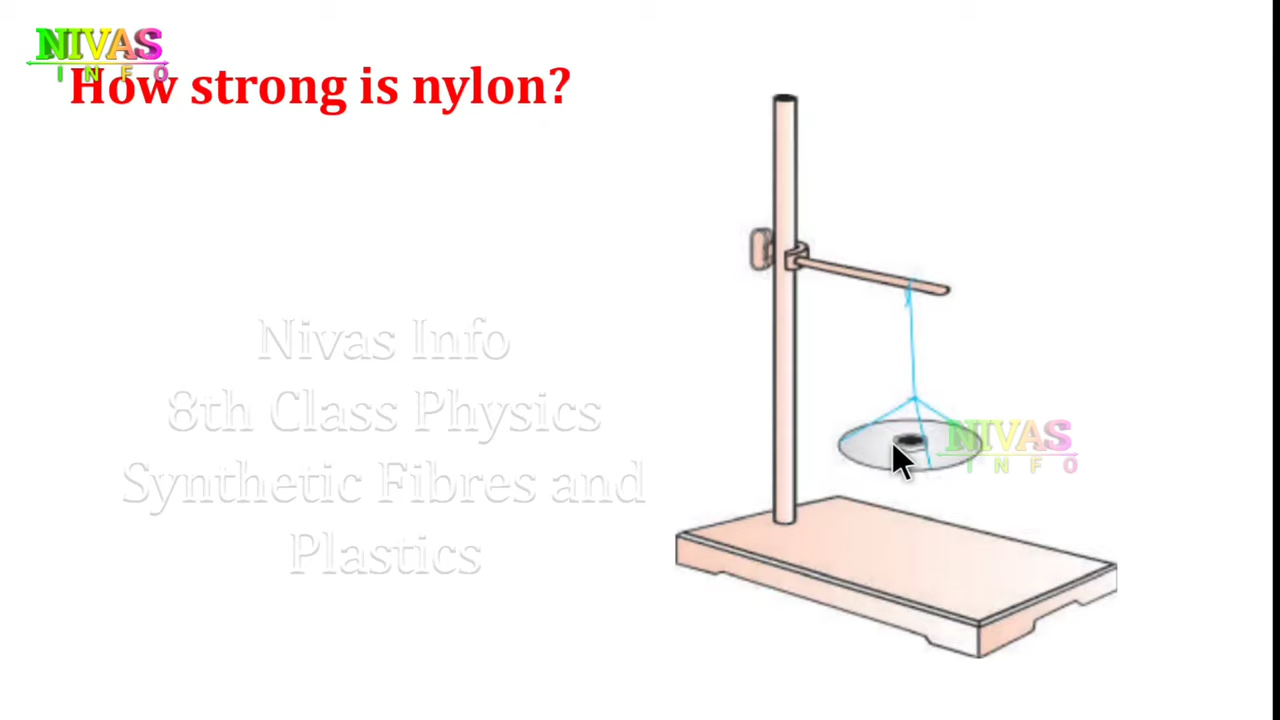 NIVAS
INFO
How strong is nylon?
Nivas Info
8th Class Physics
Synthetic Fibres and
Plastics
NIVAS
INFO